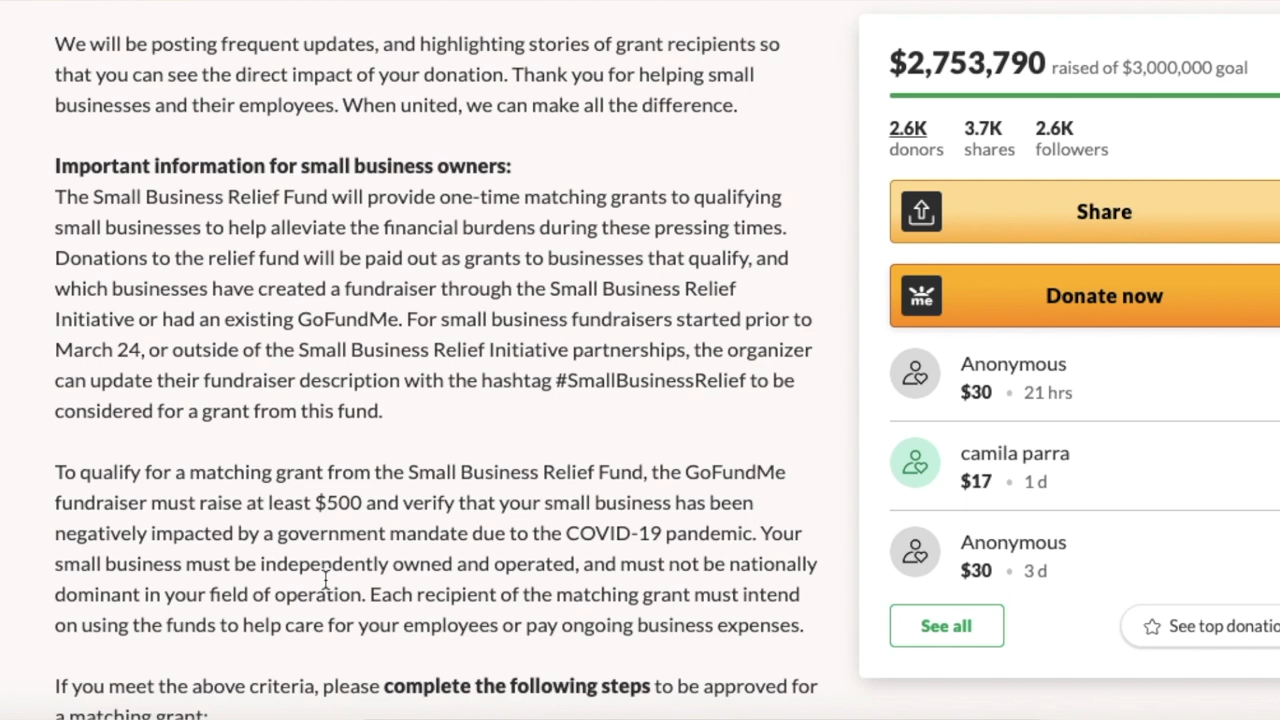 We will be posting frequent updates, and highlighting stories of grant recipients so
that you can see the direct impact of your donation. Thank you for helping small
businesses and their employees. When united, we can make all the difference.
Important information for small business owners:
The Small Business Relief Fund will provide one-time matching grants to qualifying
small businesses to help alleviate the financial burdens during these pressing times.
Donations to the relief fund will be paid out as grants to businesses that qualify, and
which businesses have created a fundraiser through the Small Business Relief
Initiative or had an existing GoFundMe. For small business fundraisers started prior to
March 24, or outside of the Small Business Relief Initiative partnerships, the organizer
can update their fundraiser description with the hashtag #SmallBusinessRelief to be
considered for a grant from this fund.
To qualify for a matching grant from the Small Business Relief Fund, the GoFundMe
fundraiser must raise at least $500 and verify that your small business has been
negatively impacted by a government mandate due to the COVID-19 pandemic. Your
small business must be independently owned and operated, and must not be nationally
dominant in your field of operation. Each recipient of the matching grant must intend
on using the funds to help care for your employees or pay ongoing business expenses.
If you meet the above criteria, please complete the following steps to be approved for
a matching grant:
$2,753,790 raised of $3,000,000 goal
2.6K 3.7K 2.6K
donors shares followers
Share
me Donate now
Anonymous
$30 • 21 hrs
camila parra
$17 • 1 d
Anonymous
$30 • 3 d
See all See top donatio